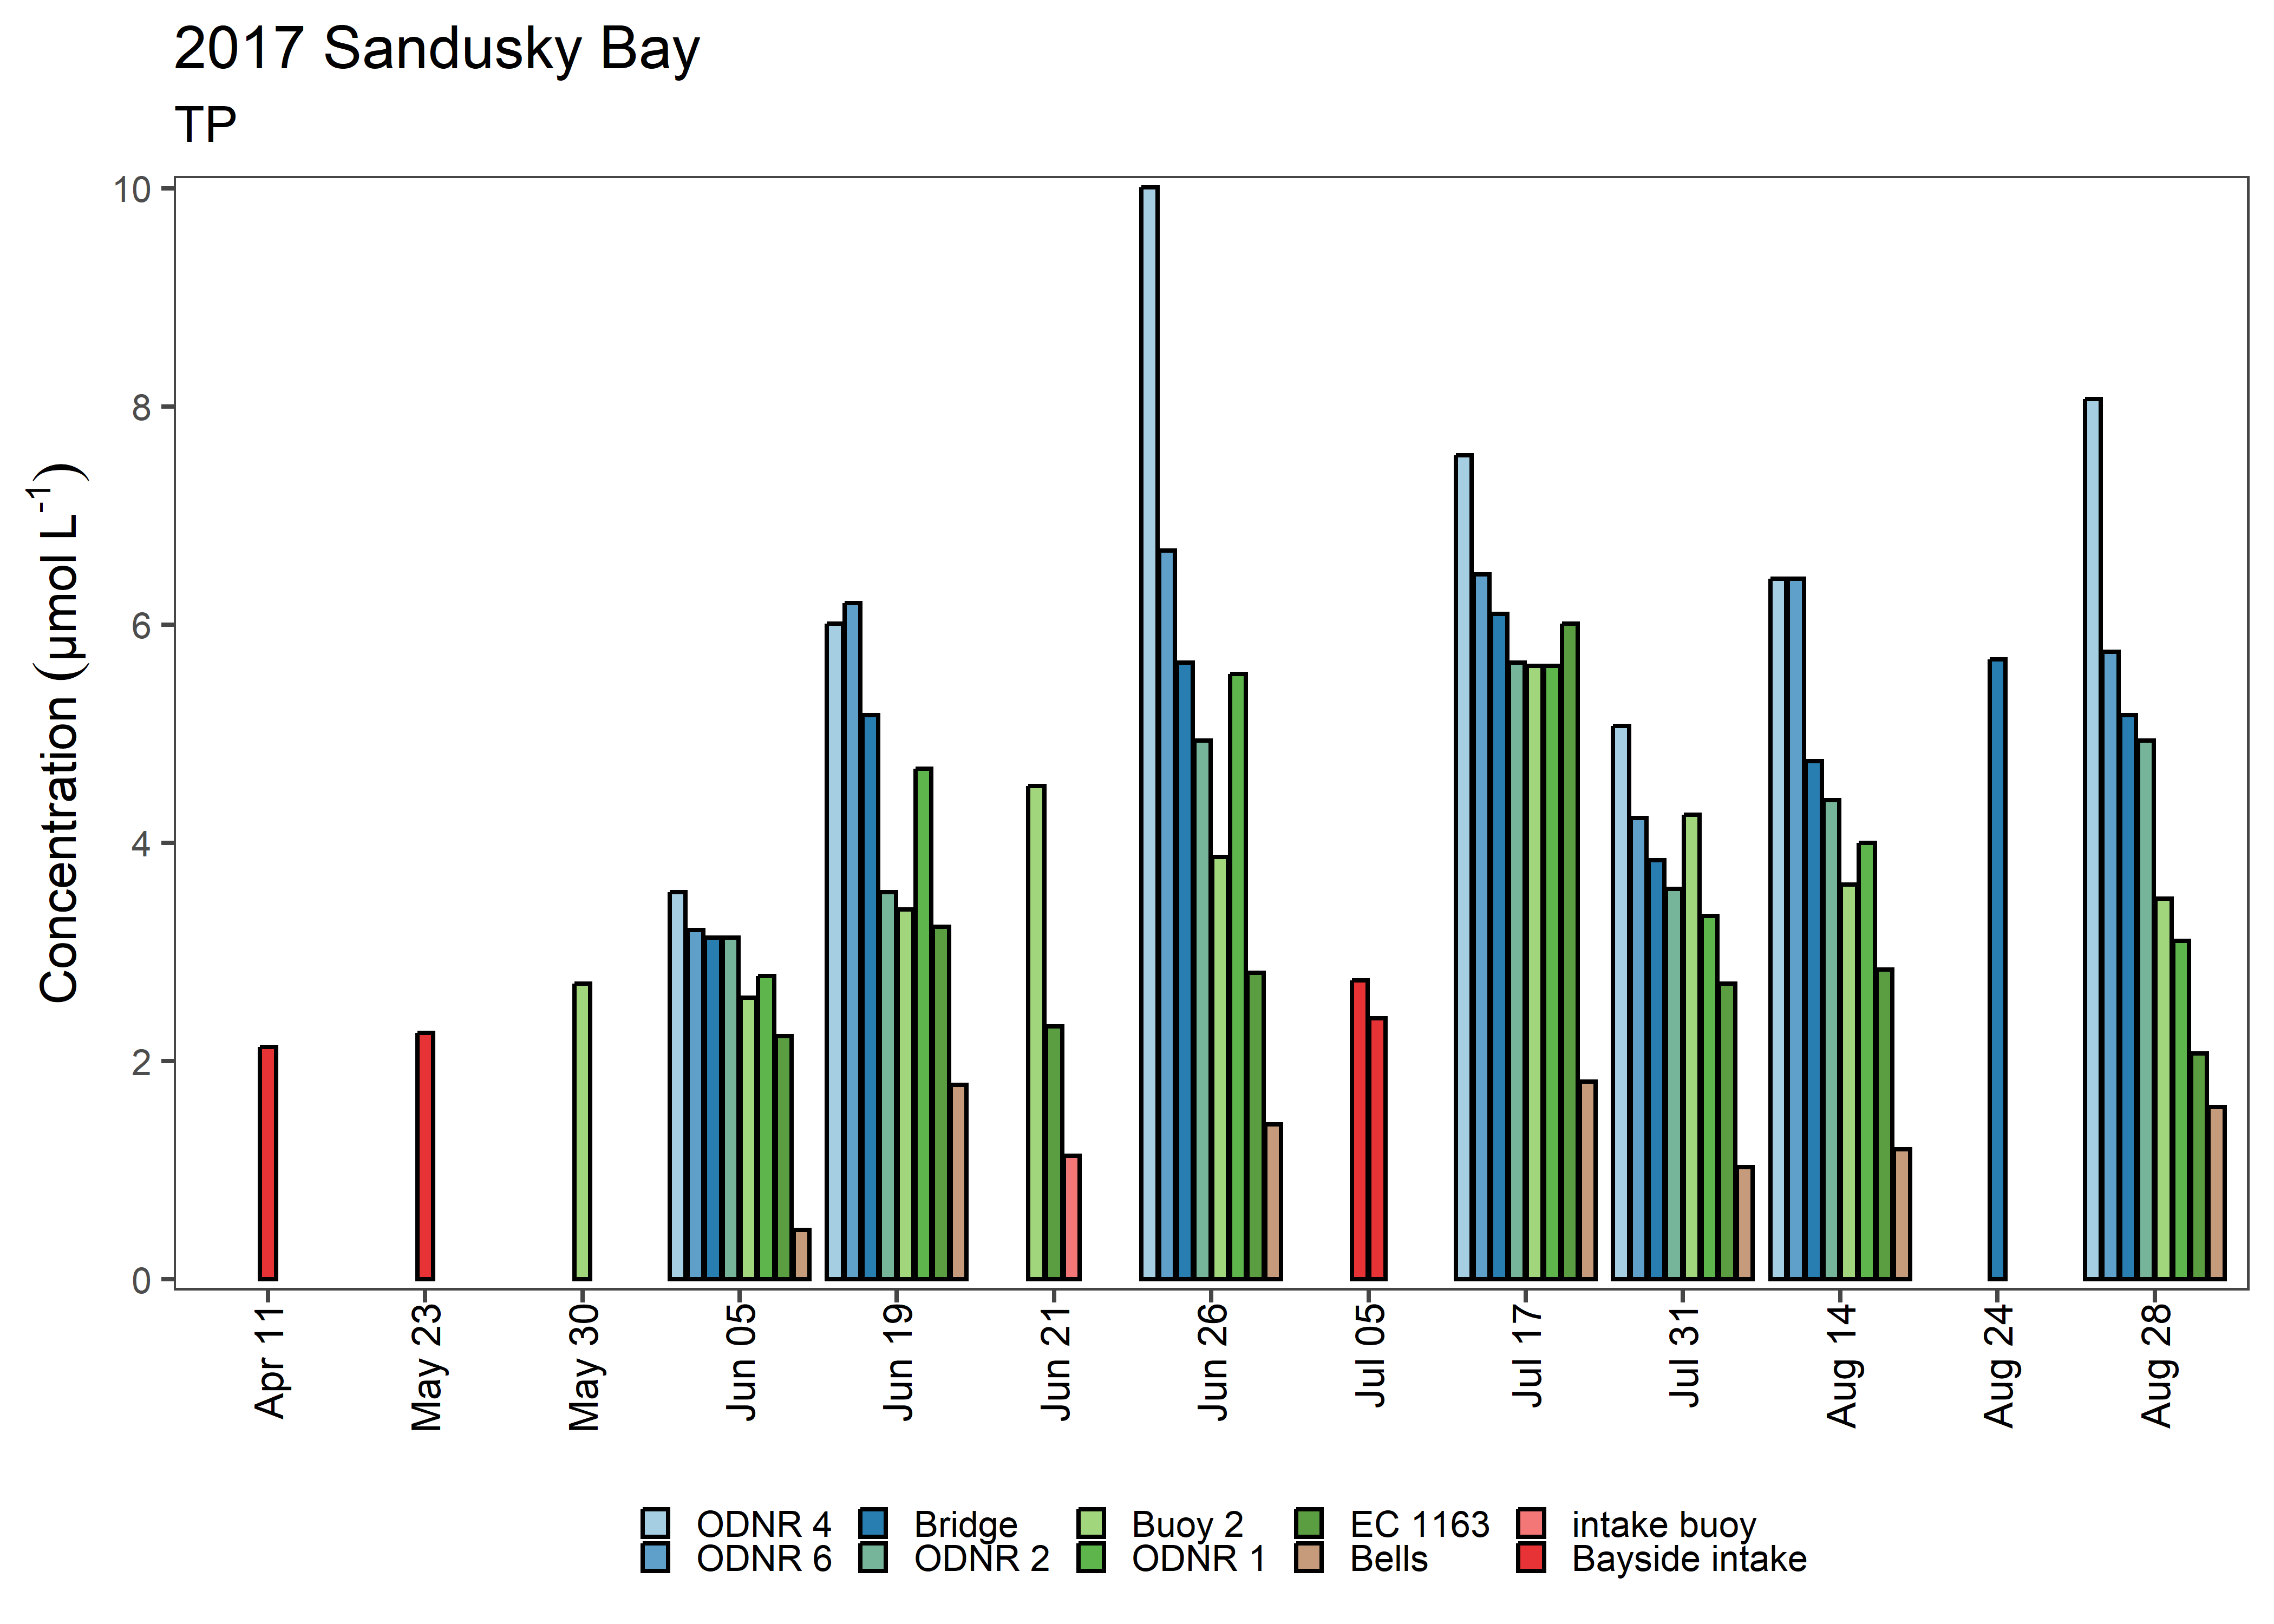 2017 Sandusky Bay
TP
Concentration (µmol L-1)
10
8
6
4
2
0
Apr 11
May 23
May 30
Jun 05
Jun 19
Jun 21
Jun 26
Jul 05
Jul 17
Jul 31
Aug 14
Aug 24
Aug 28
ODNR 4
Bridge
Buoy 2
EC 1163
intake buoy
ODNR 6
ODNR 2
ODNR 1
Bells
Bayside intake